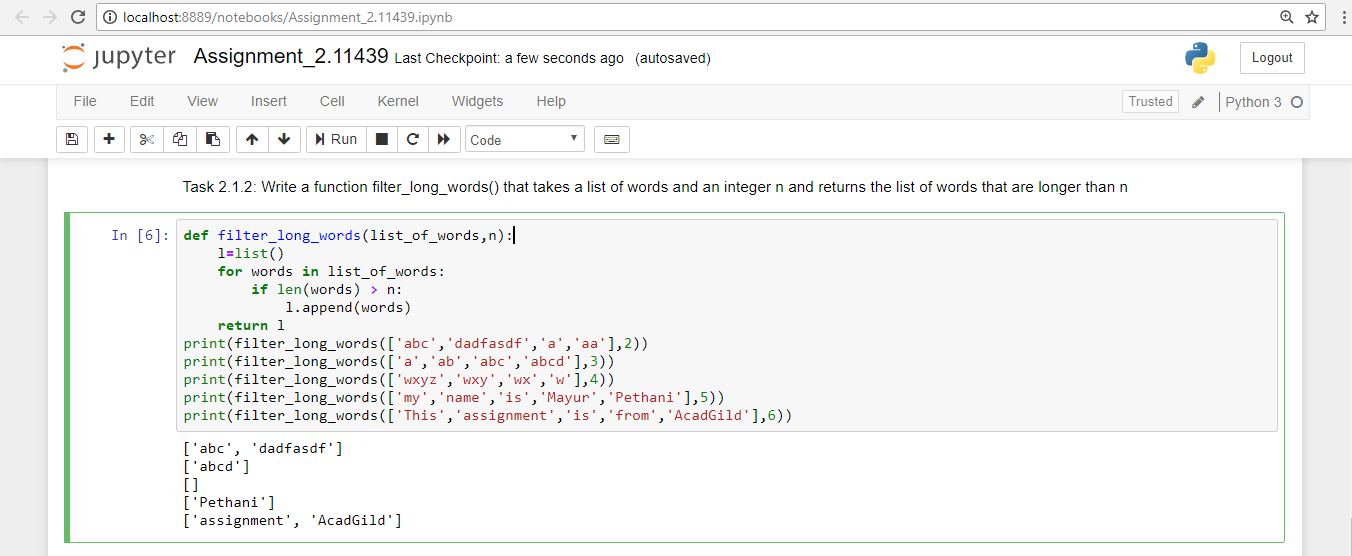 localhost:8889/notebooks/Assignment_2.11439.ipynb
jupyter Assignment_2.11439 Last Checkpoint: a few seconds ago (autosaved) Logout
File Edit View Insert Cell Kernel Widgets Help Trusted Python 3
Run Code
Task 2.1.2: Write a function filter_long_words() that takes a list of words and an integer n and returns the list of words that are longer than n
In [6]: def filter_long_words(list_of_words,n):
    l=list()
    for words in list_of_words:
        if len(words) > n:
            l.append(words)
    return l
print(filter_long_words(['abc','dadfasdf','a','aa'],2))
print(filter_long_words(['a','ab','abc','abcd'],3))
print(filter_long_words(['wxyz','wxy','wx','w'],4))
print(filter_long_words(['my','name','is','Mayur','Pethani'],5))
print(filter_long_words(['This','assignment','is','from','AcadGild'],6))
['abc', 'dadfasdf']
['abcd']
[]
['Pethani']
['assignment', 'AcadGild']